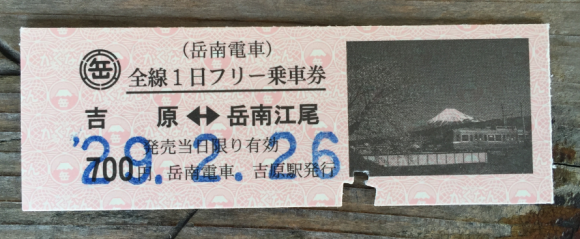 (岳南電車)
岳 全線1日フリー乗車券
吉原 ↔ 岳南江尾
発売当日限り有効
'29.2.26
700円 岳南電車、吉原駅発行